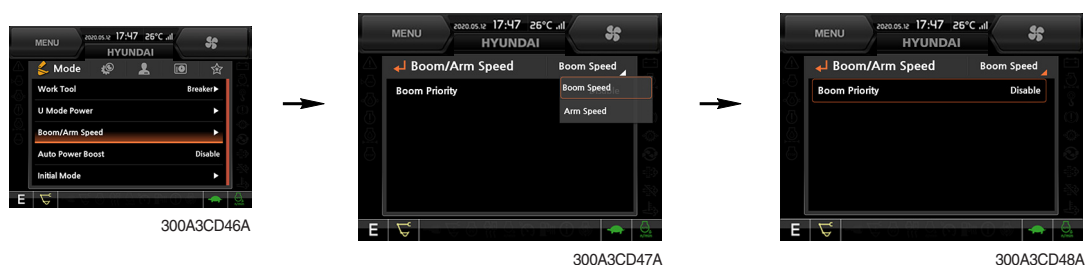 MENU
2020.05.12 17:47 26°C
HYUNDAI
Mode
Work Tool Breaker▶
U Mode Power ▶
Boom/Arm Speed ▶
Auto Power Boost Disable
Initial Mode ▶
E
300A3CD46A
MENU
2020.05.12 17:47 26°C
HYUNDAI
Boom/Arm Speed Boom Speed
Boom Priority
Boom Speed
Arm Speed
E
300A3CD47A
MENU
2020.05.12 17:47 26°C
HYUNDAI
Boom/Arm Speed Boom Speed
Boom Priority Disable
E
300A3CD48A